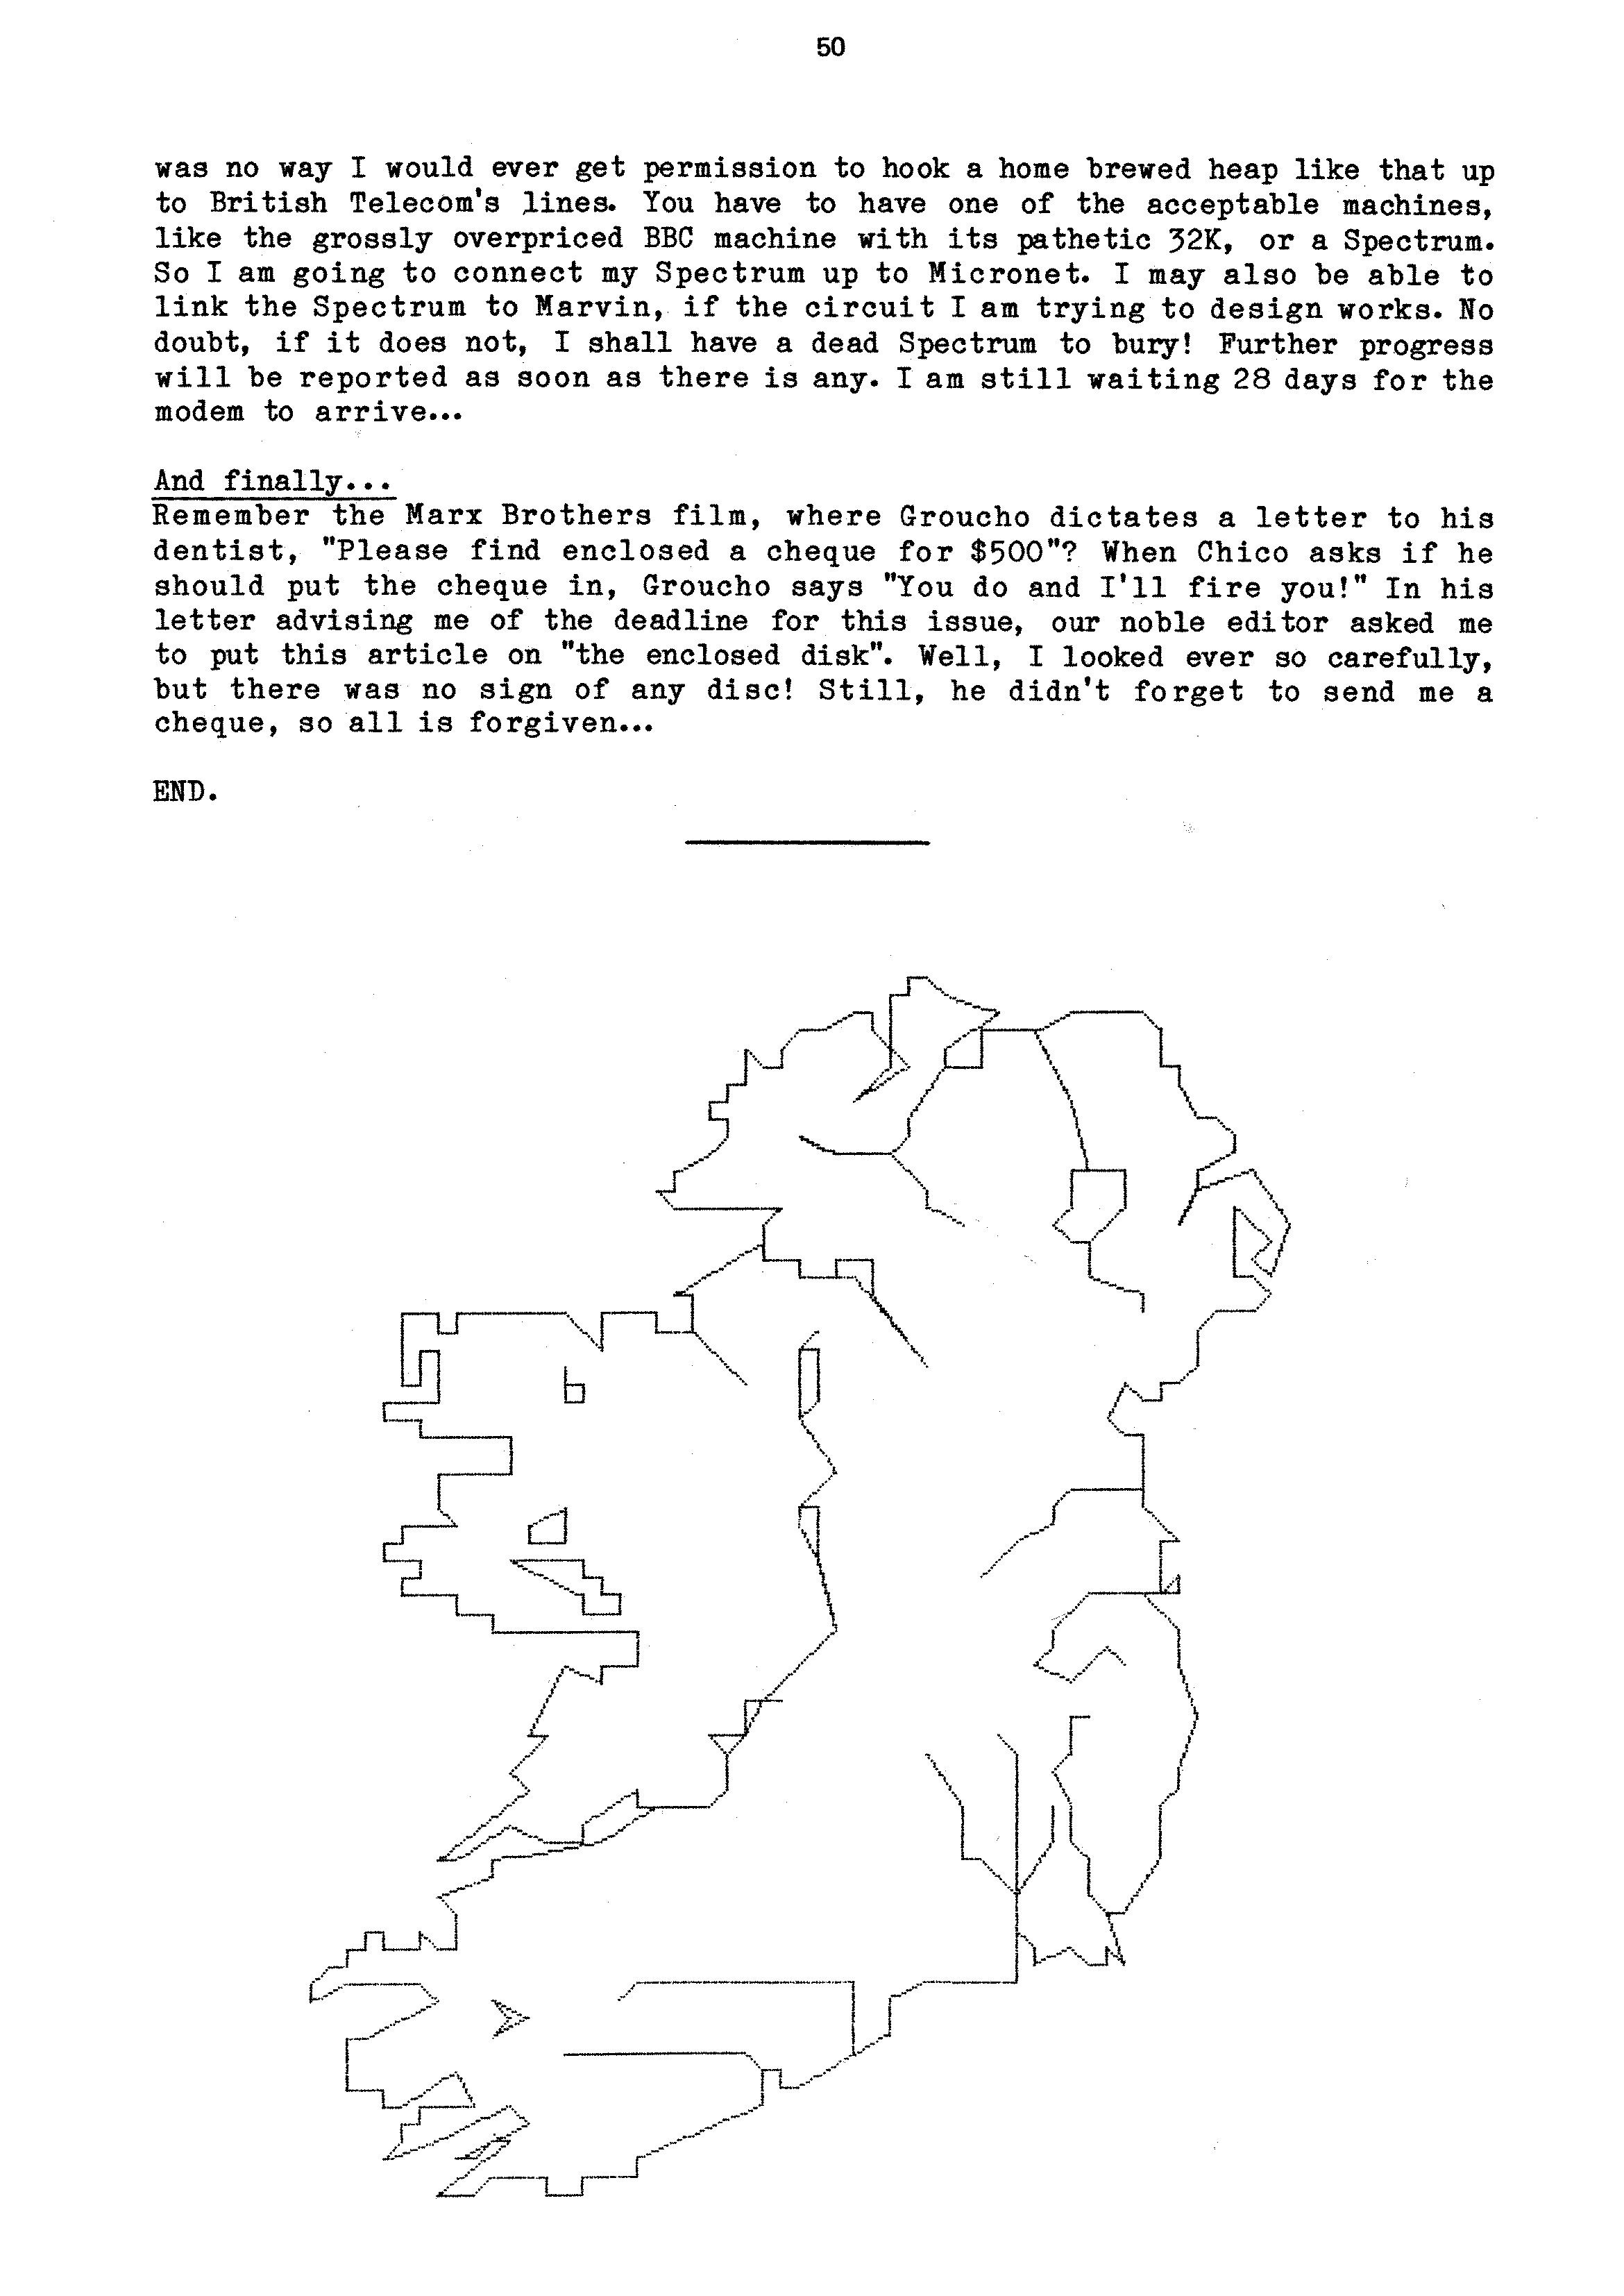 50
was no way I would ever get permission to hook a home brewed heap like that up
to British Telecom's lines. You have to have one of the acceptable machines,
like the grossly overpriced BBC machine with its pathetic 32K, or a Spectrum.
So I am going to connect my Spectrum up to Micronet. I may also be able to
link the Spectrum to Marvin, if the circuit I am trying to design works. No
doubt, if it does not, I shall have a dead Spectrum to bury! Further progress
will be reported as soon as there is any. I am still waiting 28 days for the
modem to arrive...
And finally...
Remember the Marx Brothers film, where Groucho dictates a letter to his
dentist, "Please find enclosed a cheque for $500"? When Chico asks if he
should put the cheque in, Groucho says "You do and I'll fire you!" In his
letter advising me of the deadline for this issue, our noble editor asked me
to put this article on "the enclosed disk". Well, I looked ever so carefully,
but there was no sign of any disc! Still, he didn't forget to send me a
cheque, so all is forgiven...
END.